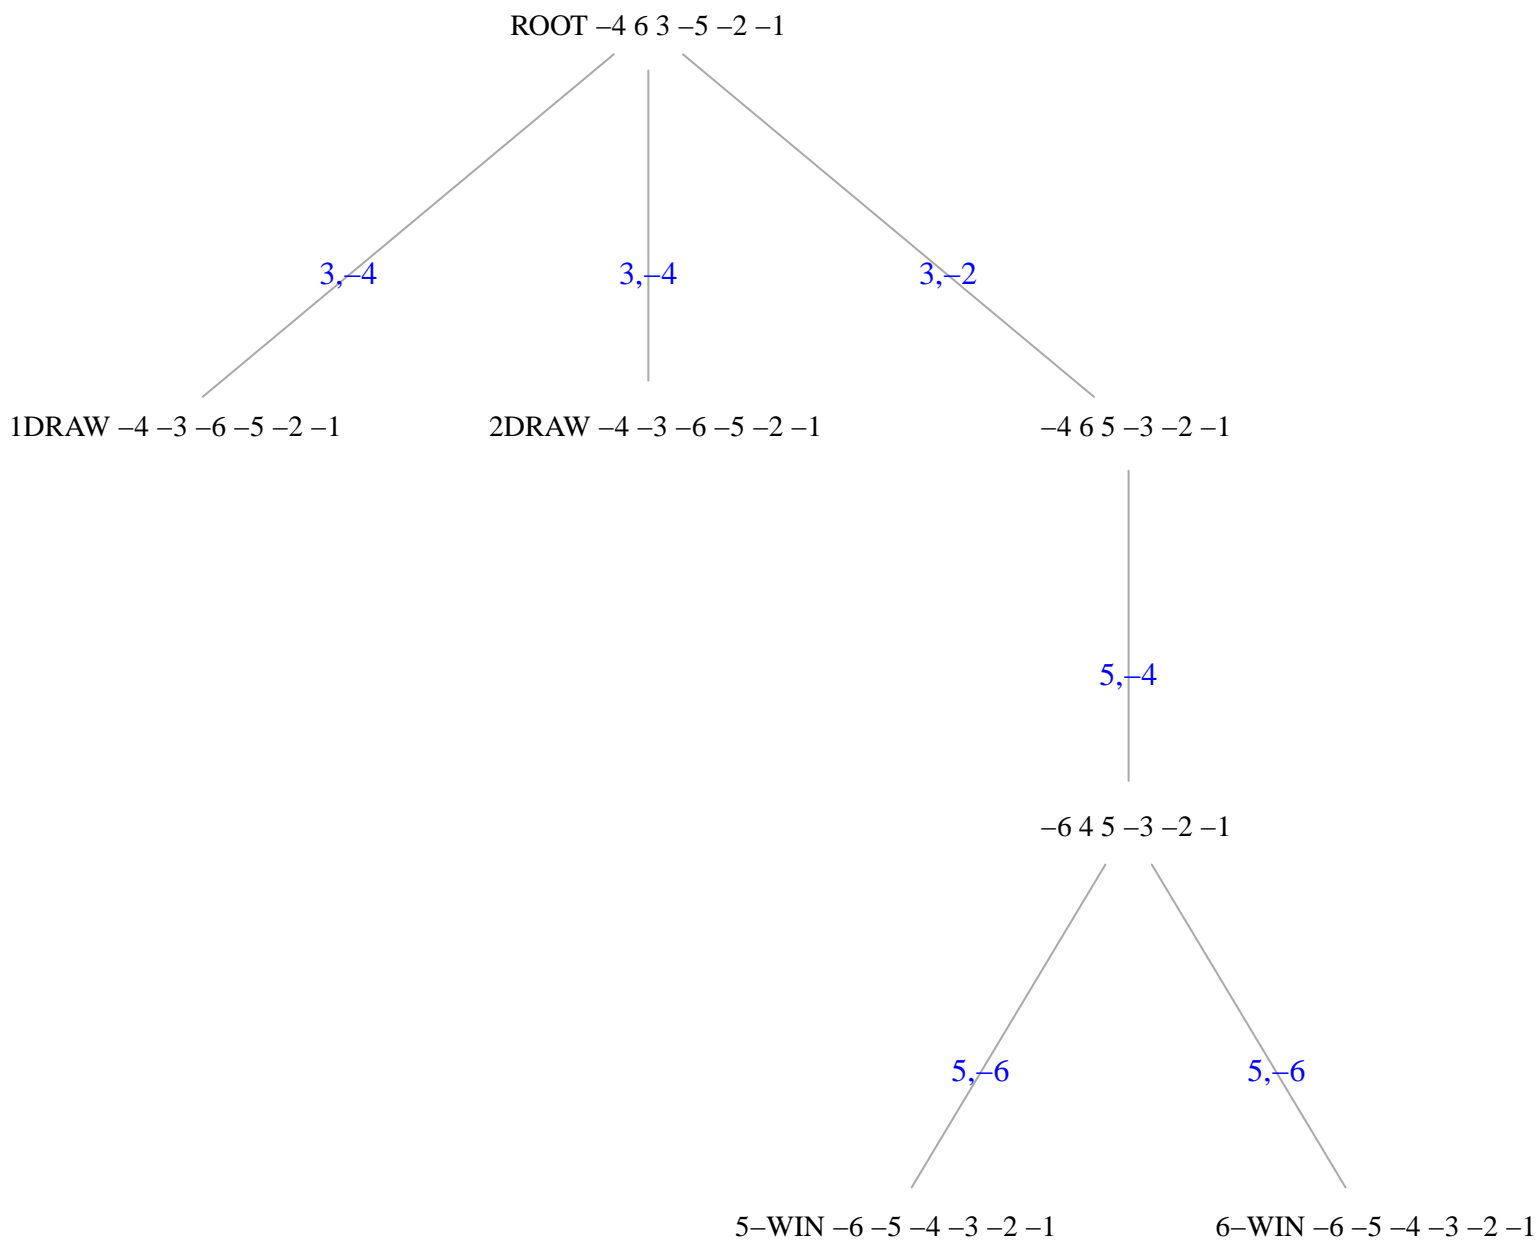 ROOT –4 6 3 –5 –2 –1
3,–4
3,–4
3,–2
1DRAW –4 –3 –6 –5 –2 –1
2DRAW –4 –3 –6 –5 –2 –1
–4 6 5 –3 –2 –1
5,–4
–6 4 5 –3 –2 –1
5,–6
5,–6
5–WIN –6 –5 –4 –3 –2 –1
6–WIN –6 –5 –4 –3 –2 –1